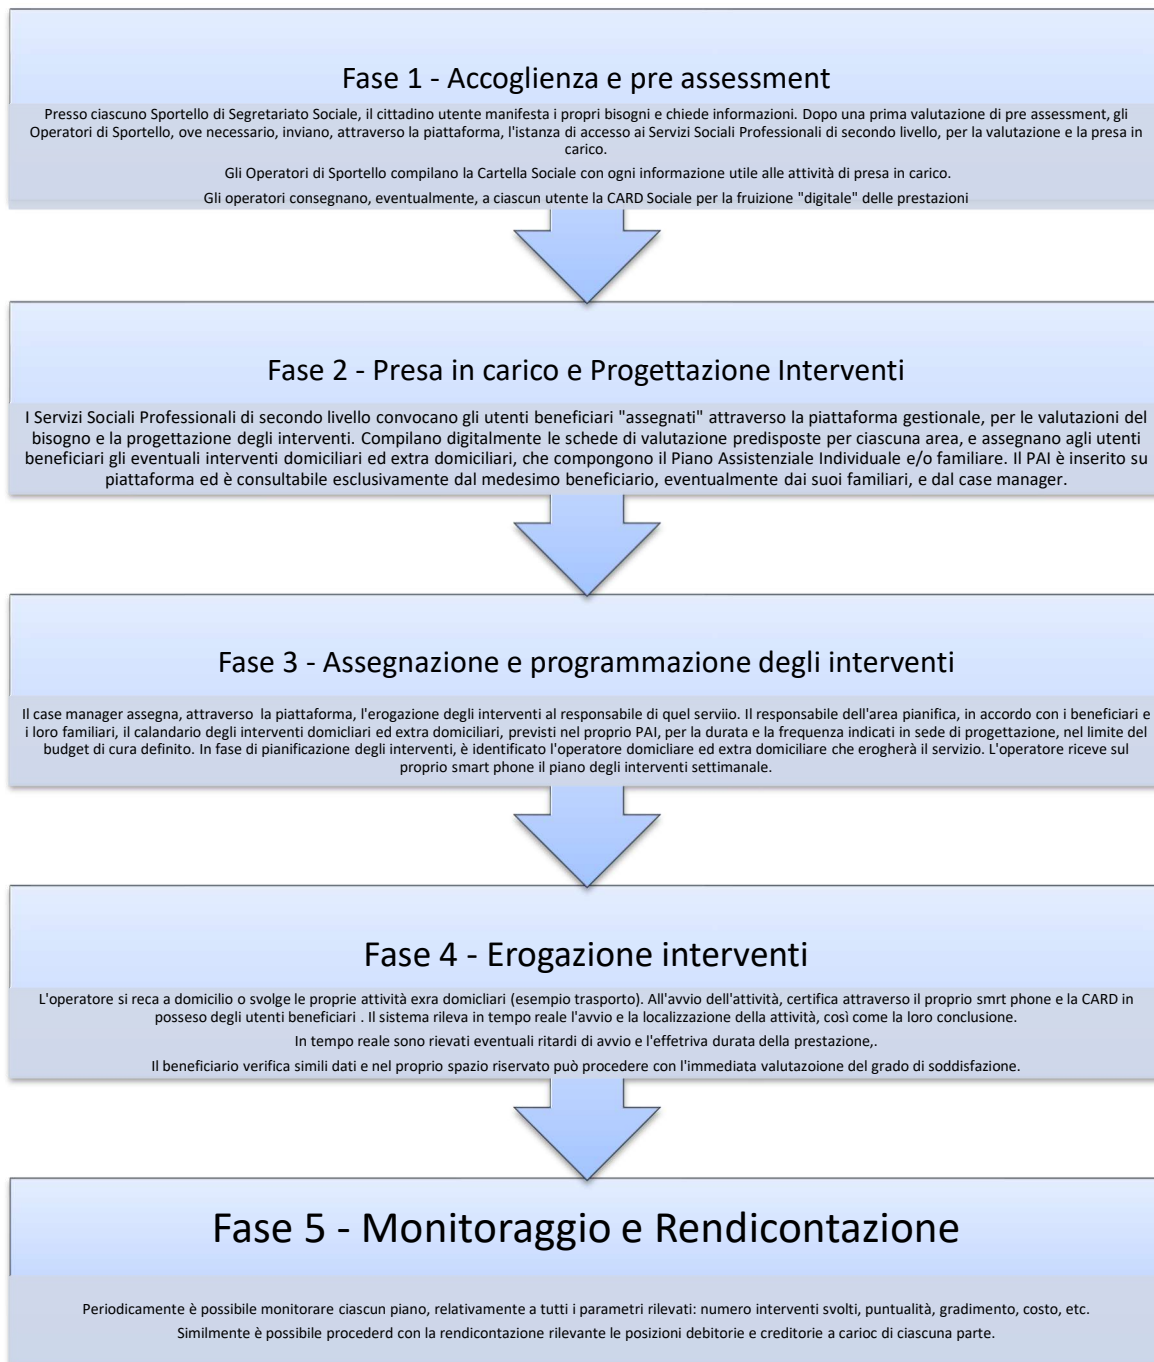 Fase 1 - Accoglienza e pre assessment
Presso ciascuno Sportello di Segretariato Sociale, il cittadino utente manifesta i propri bisogni e chiede informazioni. Dopo una prima valutazione di pre assessment, gli
Operatori di Sportello, ove necessario, inviano, attraverso la piattaforma, l'istanza di accesso ai Servizi Sociali Professionali di secondo livello, per la valutazione e la presa in
carico.
Gli Operatori di Sportello compilano la Cartella Sociale con ogni informazione utile alle attività di presa in carico.
Gli operatori consegnano, eventualmente, a ciascun utente la CARD Sociale per la fruizione "digitale" delle prestazioni
Fase 2 - Presa in carico e Progettazione Interventi
I Servizi Sociali Professionali di secondo livello convocano gli utenti beneficiari "assegnati" attraverso la piattaforma gestionale, per le valutazioni del
bisogno e la progettazione degli interventi. Compilano digitalmente le schede di valutazione predisposte per ciascuna area, e assegnano agli utenti
beneficiari gli eventuali interventi domiciliari ed extra domiciliari, che compongono il Piano Assistenziale Individuale e/o familiare. Il PAI è inserito su
piattaforma ed è consultabile esclusivamente dal medesimo beneficiario, eventualmente dai suoi familiari, e dal case manager.
Fase 3 - Assegnazione e programmazione degli interventi
Il case manager assegna, attraverso la piattaforma, l'erogazione degli interventi al responsabile di quel serviio. Il responsabile dell'area pianifica, in accordo con i beneficiari e
i loro familiari, il calandario degli interventi domicliari ed extra domiciliari, previsti nel proprio PAI, per la durata e la frequenza indicati in sede di progettazione, nel limite del
budget di cura definito. In fase di pianificazione degli interventi, è identificato l'operatore domicliare ed extra domiciliare che erogherà il servizio. L'operatore riceve sul
proprio smart phone il piano degli interventi settimanale.
Fase 4 - Erogazione interventi
L'operatore si reca a domicilio o svolge le proprie attività exra domicliari (esempio trasporto). All'avvio dell'attività, certifica attraverso il proprio smrt phone e la CARD in
posseso degli utenti beneficiari . Il sistema rileva in tempo reale l'avvio e la localizzazione della attività, così come la loro conclusione.
In tempo reale sono rievati eventuali ritardi di avvio e l'effetriva durata della prestazione,.
Il beneficiario verifica simili dati e nel proprio spazio riservato può procedere con l'immediata valutazoione del grado di soddisfazione.
Fase 5 - Monitoraggio e Rendicontazione
Periodicamente è possibile monitorare ciascun piano, relativamente a tutti i parametri rilevati: numero interventi svolti, puntualità, gradimento, costo, etc.
Similmente è possibile procederd con la rendicontazione rilevante le posizioni debitorie e creditorie a carioc di ciascuna parte.